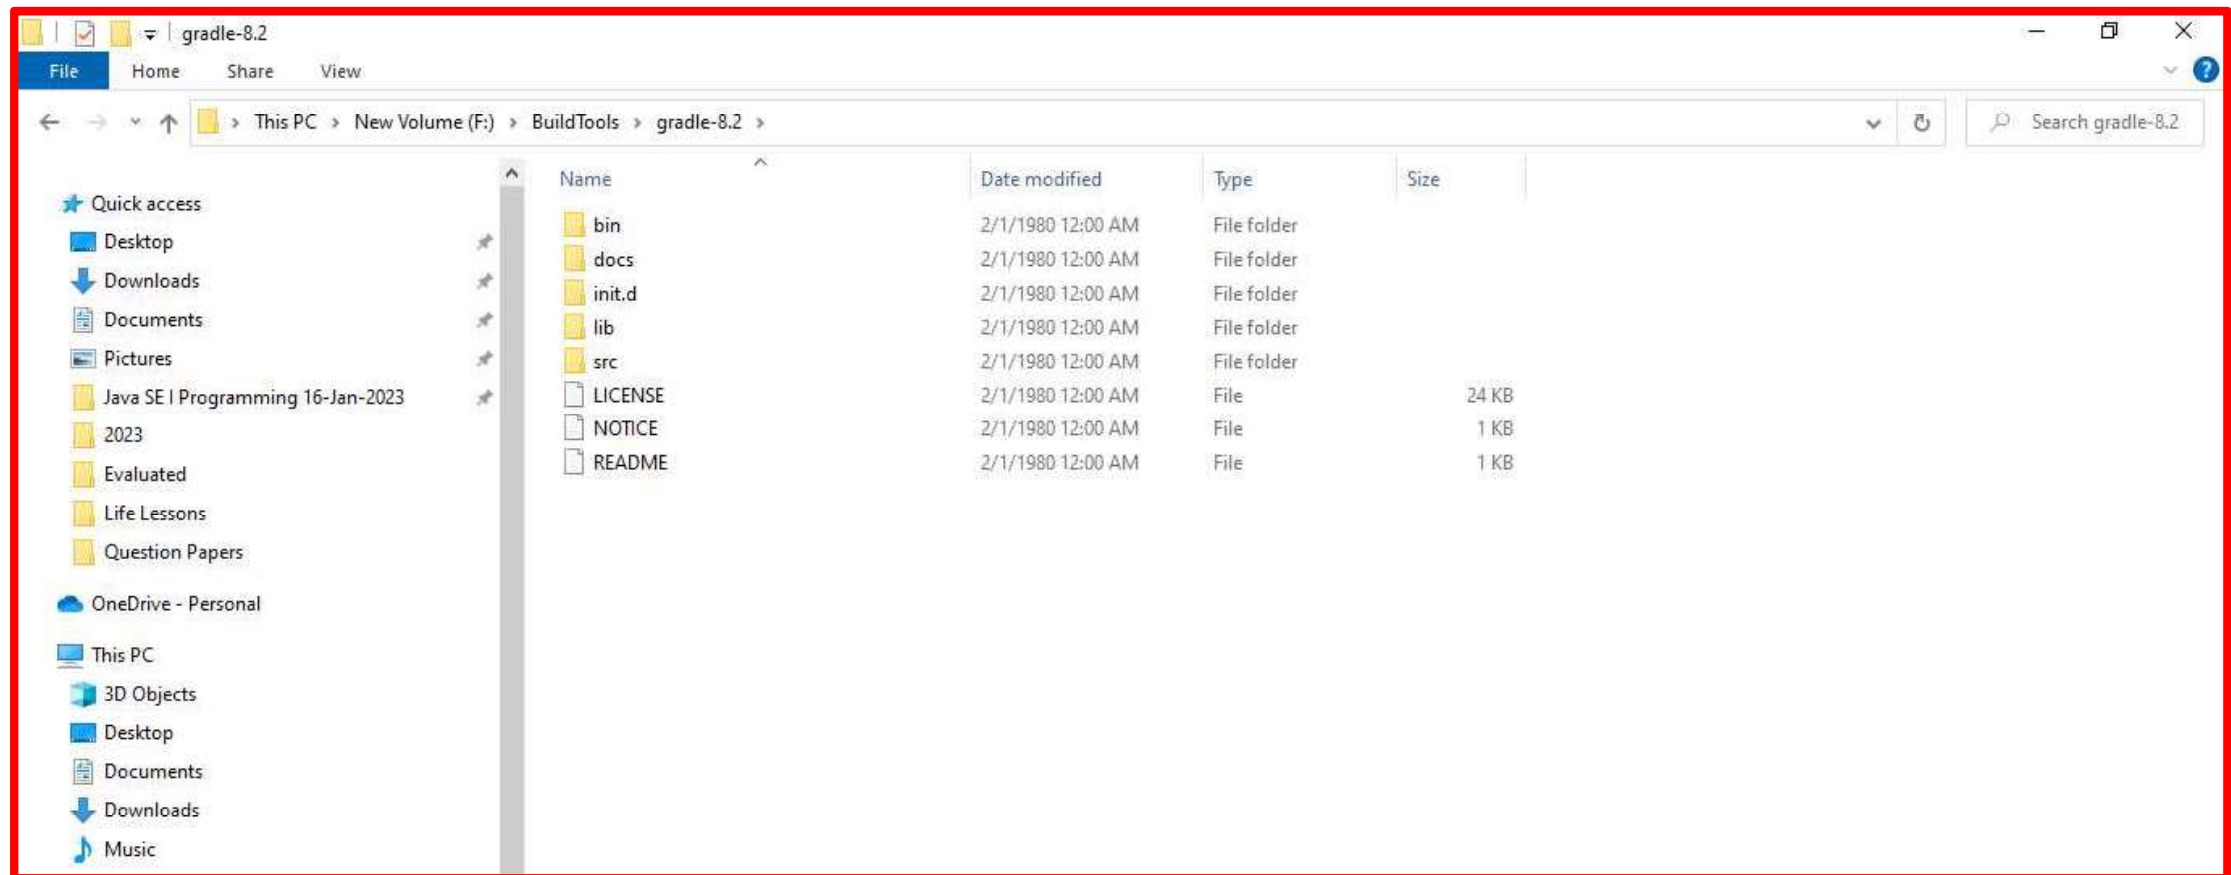 gradle-8.2
File Home Share View
This PC > New Volume (F:) > BuildTools > gradle-8.2 >
Search gradle-8.2
Quick access
Desktop
Downloads
Documents
Pictures
Java SE I Programming 16-Jan-2023
2023
Evaluated
Life Lessons
Question Papers
OneDrive - Personal
This PC
3D Objects
Desktop
Documents
Downloads
Music
Name Date modified Type Size
bin 2/1/1980 12:00 AM File folder
docs 2/1/1980 12:00 AM File folder
init.d 2/1/1980 12:00 AM File folder
lib 2/1/1980 12:00 AM File folder
src 2/1/1980 12:00 AM File folder
LICENSE 2/1/1980 12:00 AM File 24 KB
NOTICE 2/1/1980 12:00 AM File 1 KB
README 2/1/1980 12:00 AM File 1 KB